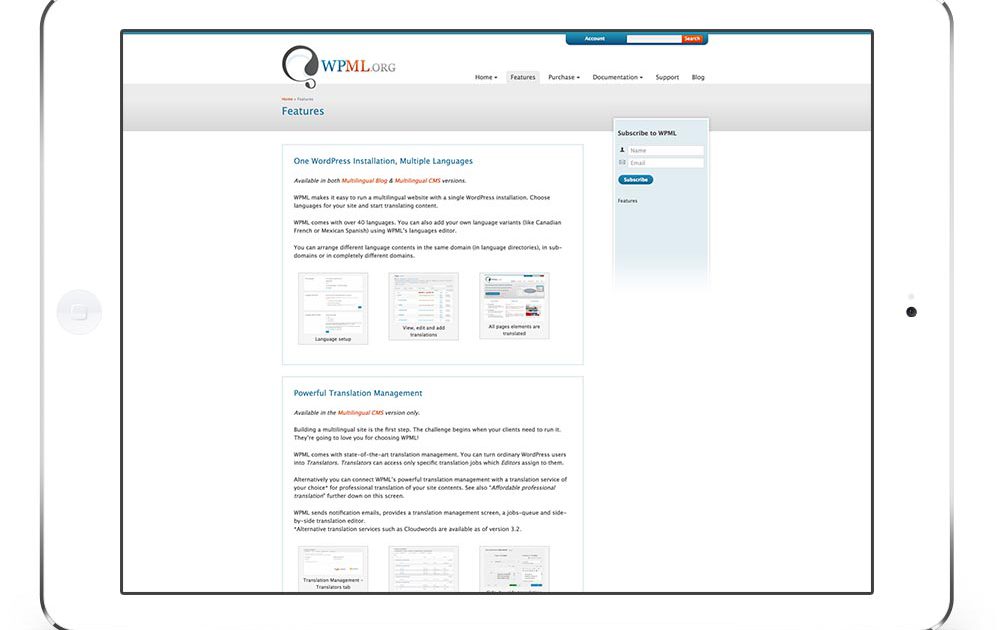 Account
Search
WPML.ORG
Home
Features
Purchase
Documentation
Support
Blog
Home » Features
Features
Subscribe to WPML
Name
Email
Subscribe
Features
One WordPress Installation, Multiple Languages
Available in both Multilingual Blog & Multilingual CMS versions.
WPML makes it easy to run a multilingual website with a single WordPress installation. Choose
languages for your site and start translating content.
WPML comes with over 40 languages. You can also add your own language variants (like Canadian
French or Mexican Spanish) using WPML's languages editor.
You can arrange different language contents in the same domain (in language directories), in sub-
domains or in completely different domains.
Language setup
View, edit and add
translations
All pages elements are
translated
Powerful Translation Management
Available in the Multilingual CMS version only.
Building a multilingual site is the first step. The challenge begins when your clients need to run it.
They're going to love you for choosing WPML!
WPML comes with state-of-the-art translation management. You can turn ordinary WordPress users
into Translators. Translators can access only specific translation jobs which Editors assign to them.
Alternatively you can connect WPML's powerful translation management with a translation service of
your choice* for professional translation of your site contents. See also "Affordable professional
translation" further down on this screen.
WPML sends notification emails, provides a translation management screen, a jobs-queue and side-
by-side translation editor.
*Alternative translation services such as Cloudwords are available as of version 3.2.
Translation Management -
Translators tab